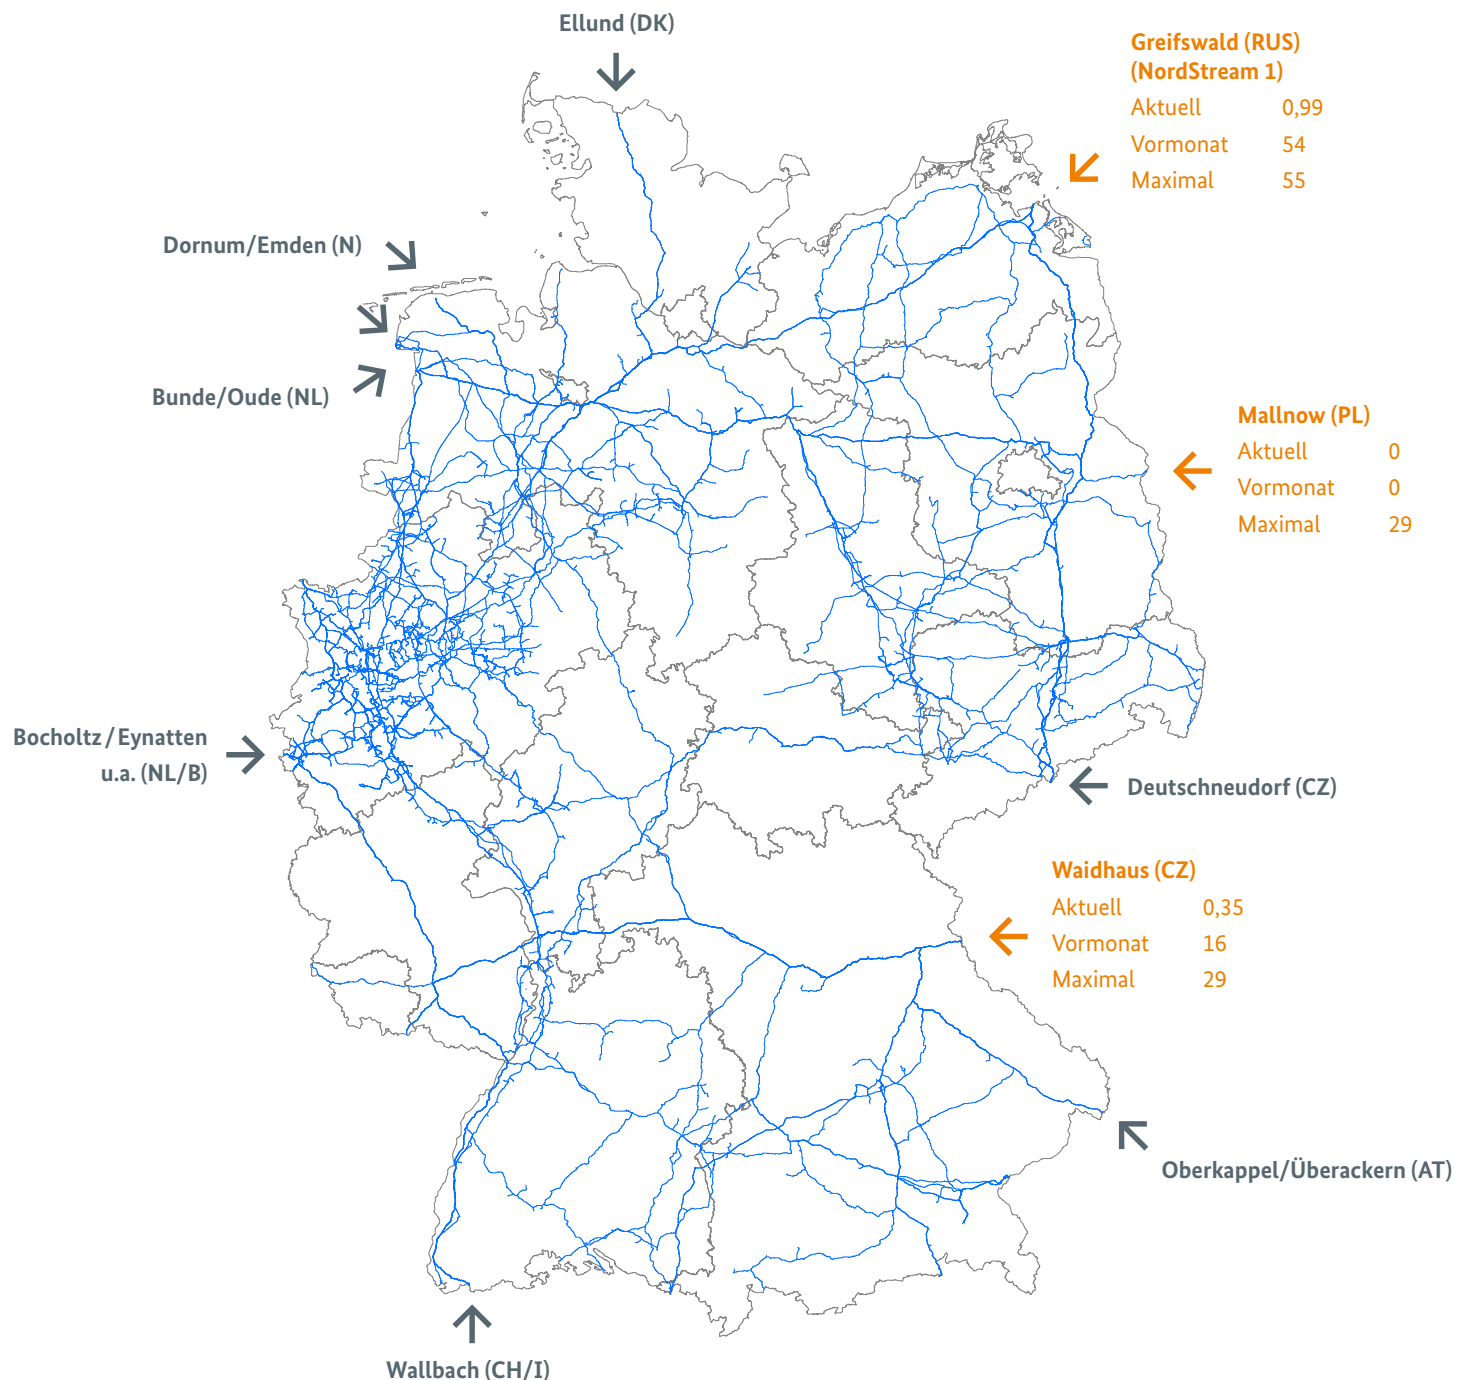 Ellund (DK)
Greifswald (RUS)
(NordStream 1)
Aktuell 0,99
Vormonat 54
Maximal 55
Dornum/Emden (N)
Bunde/Oude (NL)
Mallnow (PL)
Aktuell 0
Vormonat 0
Maximal 29
Bocholtz / Eynatten
u.a. (NL/B)
Deutschneudorf (CZ)
Waidhaus (CZ)
Aktuell 0,35
Vormonat 16
Maximal 29
Oberkappel/Überackern (AT)
Wallbach (CH/I)